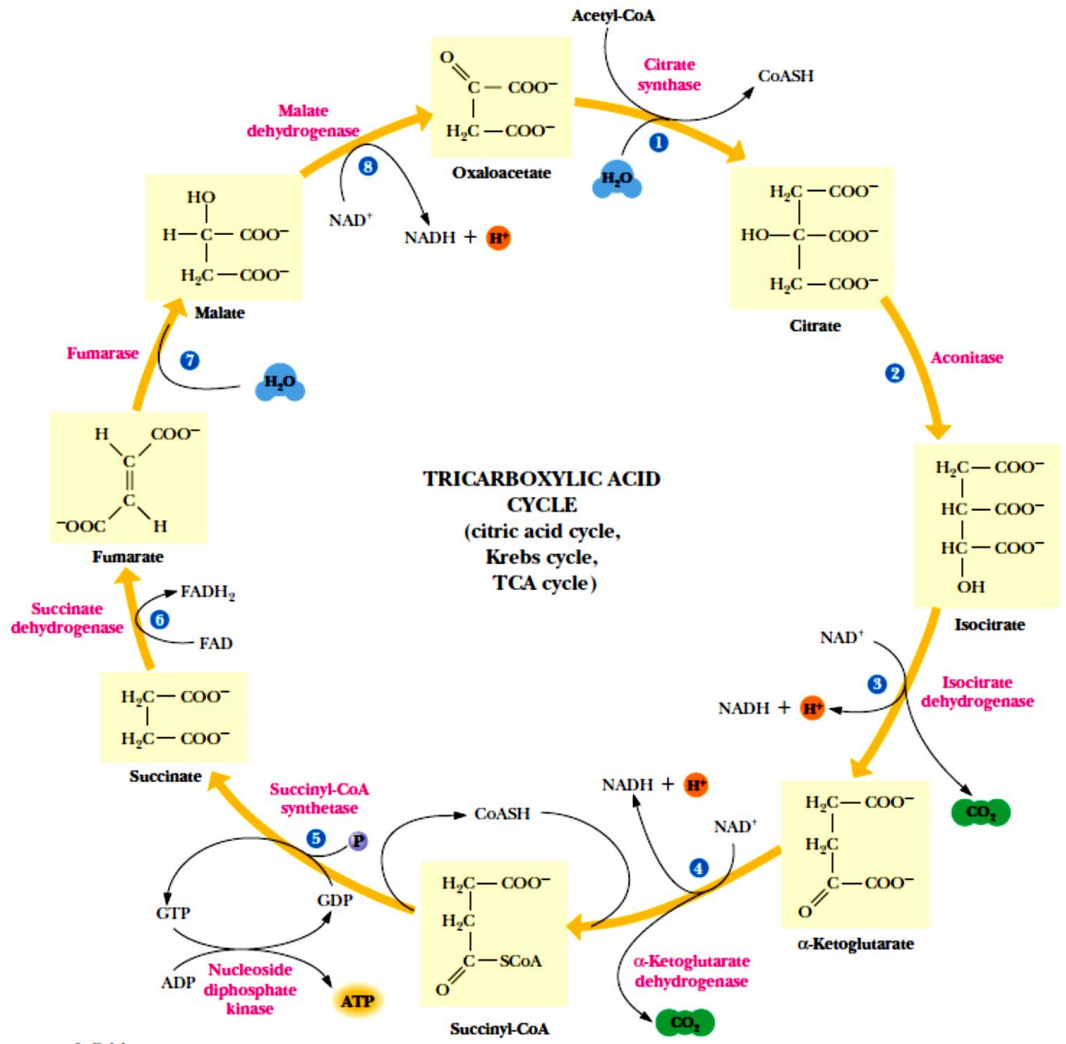 Acetyl-CoA
Citrate
synthase
CoASH
O
C — COO⁻
H₂C — COO⁻
Oxaloacetate
1
H₂O
Malate
dehydrogenase
8
NAD⁺
NADH + H⁺
HO
H — C — COO⁻
H₂C — COO⁻
Malate
H₂C — COO⁻
HO — C — COO⁻
H₂C — COO⁻
Citrate
Fumarase
7
H₂O
2
Aconitase
H COO⁻
C
C
⁻OOC H
Fumarate
TRICARBOXYLIC ACID
CYCLE
(citric acid cycle,
Krebs cycle,
TCA cycle)
H₂C — COO⁻
HC — COO⁻
HC — COO⁻
OH
Isocitrate
FADH₂
Succinate
dehydrogenase
6
FAD
NAD⁺
3
Isocitrate
dehydrogenase
NADH + H⁺
CO₂
H₂C — COO⁻
H₂C — COO⁻
Succinate
Succinyl-CoA
synthetase
5
P
CoASH
NADH + H⁺
NAD⁺
4
H₂C — COO⁻
H₂C
C — COO⁻
O
α-Ketoglutarate
GTP
GDP
ADP
Nucleoside
diphosphate
kinase
ATP
H₂C — COO⁻
H₂C
C — SCoA
O
Succinyl-CoA
α-Ketoglutarate
dehydrogenase
CO₂